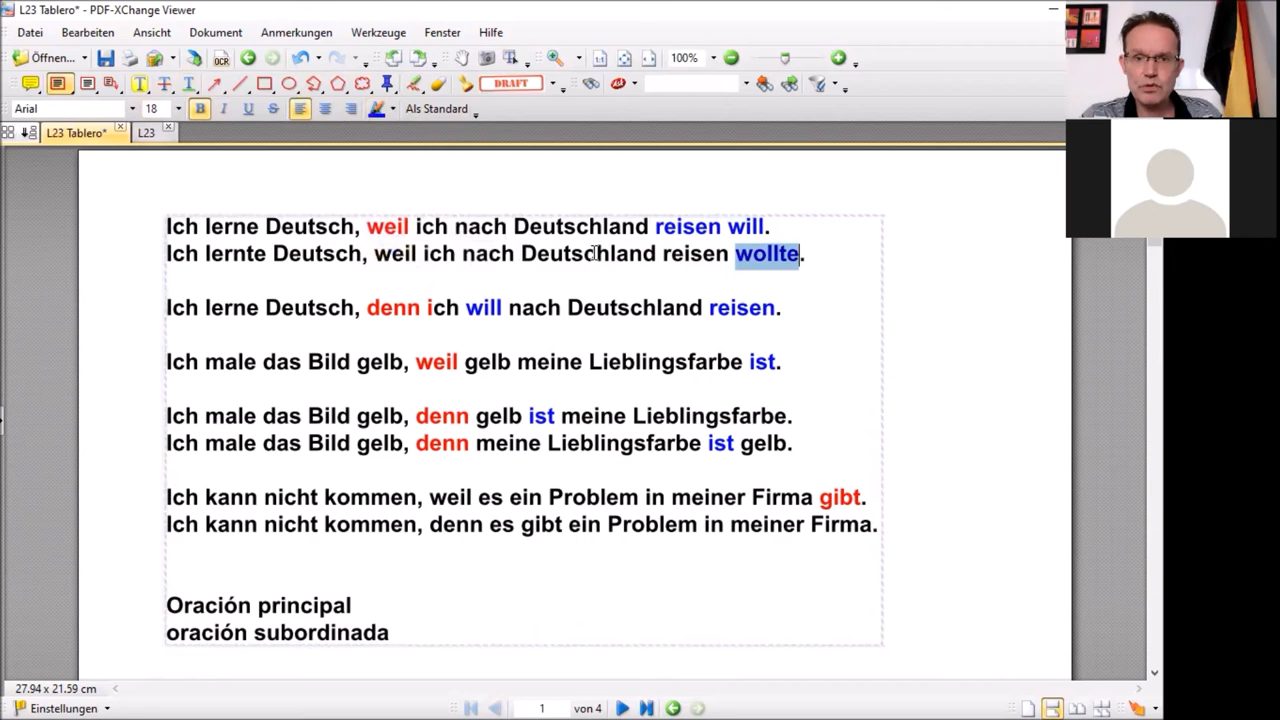 L23 Tablero* - PDF-XChange Viewer
Datei Bearbeiten Ansicht Dokument Anmerkungen Werkzeuge Fenster Hilfe
Öffnen... OCR 100%
DRAFT
Arial 18 B I U S Als Standard
L23 Tablero* L23
Ich lerne Deutsch, weil ich nach Deutschland reisen will.
Ich lernte Deutsch, weil ich nach Deutschland reisen wollte.
Ich lerne Deutsch, denn ich will nach Deutschland reisen.
Ich male das Bild gelb, weil gelb meine Lieblingsfarbe ist.
Ich male das Bild gelb, denn gelb ist meine Lieblingsfarbe.
Ich male das Bild gelb, denn meine Lieblingsfarbe ist gelb.
Ich kann nicht kommen, weil es ein Problem in meiner Firma gibt.
Ich kann nicht kommen, denn es gibt ein Problem in meiner Firma.
Oración principal
oración subordinada
27.94 x 21.59 cm
Einstellungen 1 von 4